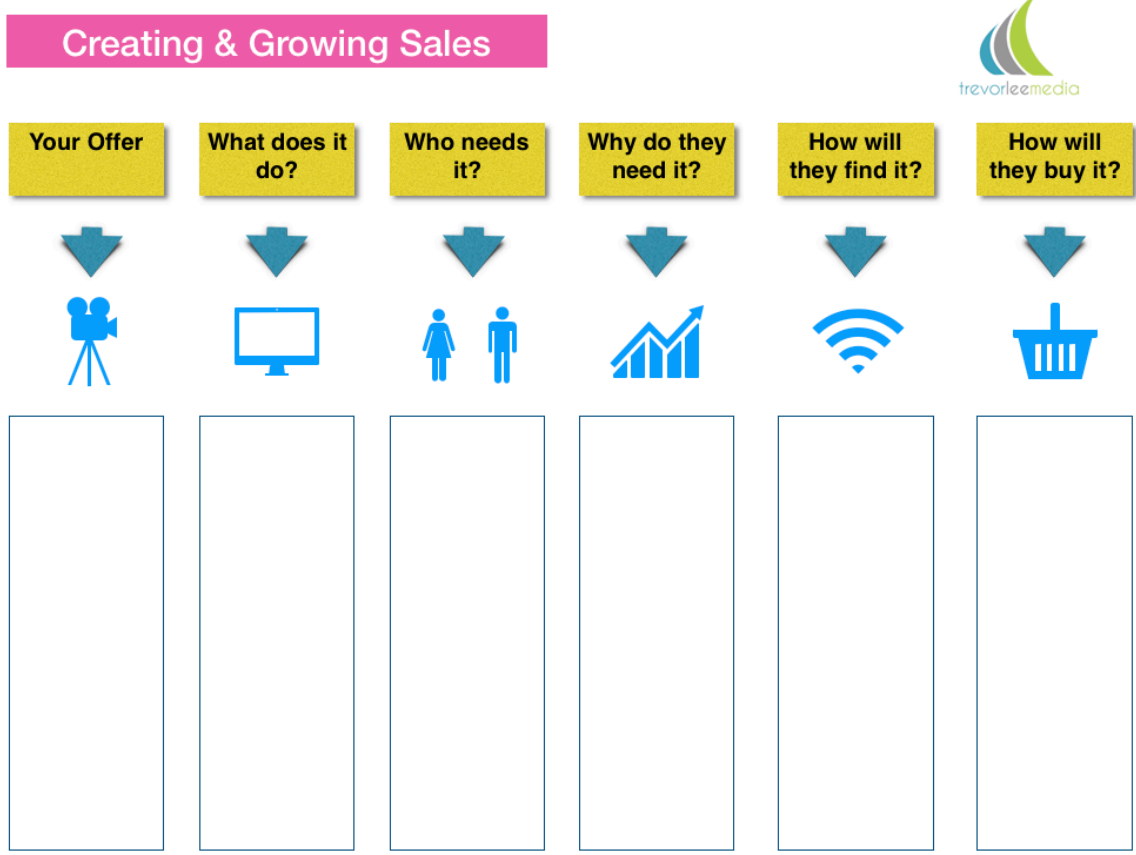 Creating & Growing Sales
trevorleemedia
Your Offer
What does it
do?
Who needs
it?
Why do they
need it?
How will
they find it?
How will
they buy it?